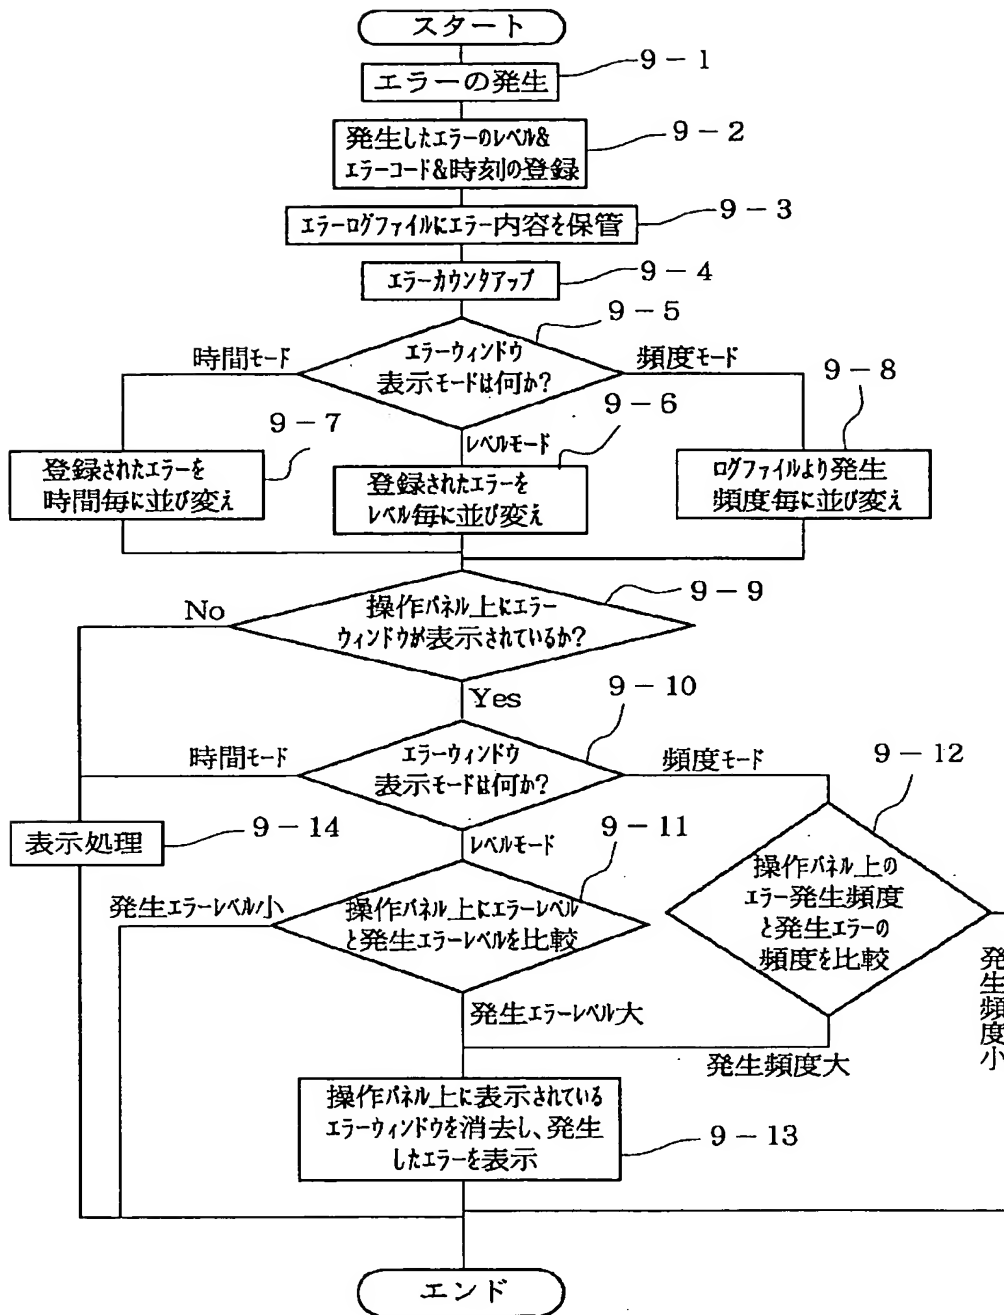 スタート
エラーの発生
9－1
発生したエラーのレベル&
エラーコード&時刻の登録
9－2
エラーログファイルにエラー内容を保管
9－3
エラーカウンタアップ
9－4
エラーウィンドウ
表示モードは何か?
9－5
時間モード
頻度モード
レベルモード
9－7
登録されたエラーを
時間毎に並び変え
9－6
登録されたエラーを
レベル毎に並び変え
9－8
ログファイルより発生
頻度毎に並び変え
操作パネル上にエラー
ウィンドウが表示されているか?
9－9
No
Yes
エラーウィンドウ
表示モードは何か?
9－10
時間モード
頻度モード
レベルモード
表示処理
9－14
操作パネル上にエラーレベル
と発生エラーレベルを比較
9－11
操作パネル上の
エラー発生頻度
と発生エラーの
頻度を比較
9－12
発生エラーレベル小
発生エラーレベル大
発生頻度大
発生頻度小
操作パネル上に表示されている
エラーウィンドウを消去し、発生
したエラーを表示
9－13
エンド